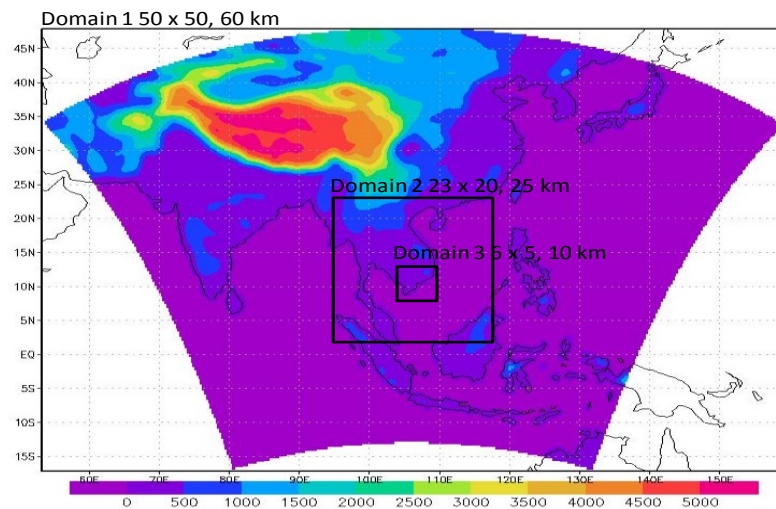 Domain 1 50 x 50, 60 km
45N
40N
35N
30N
25N
Domain 2 23 x 20, 25 km
20N
15N
Domain 3 6 x 5, 10 km
10N
5N
EQ
5S
10S
15S
60E 80E 90E 100E 110E 120E 130E 140E 150E
0 500 1000 1500 2000 2500 3000 3500 4000 4500 5000